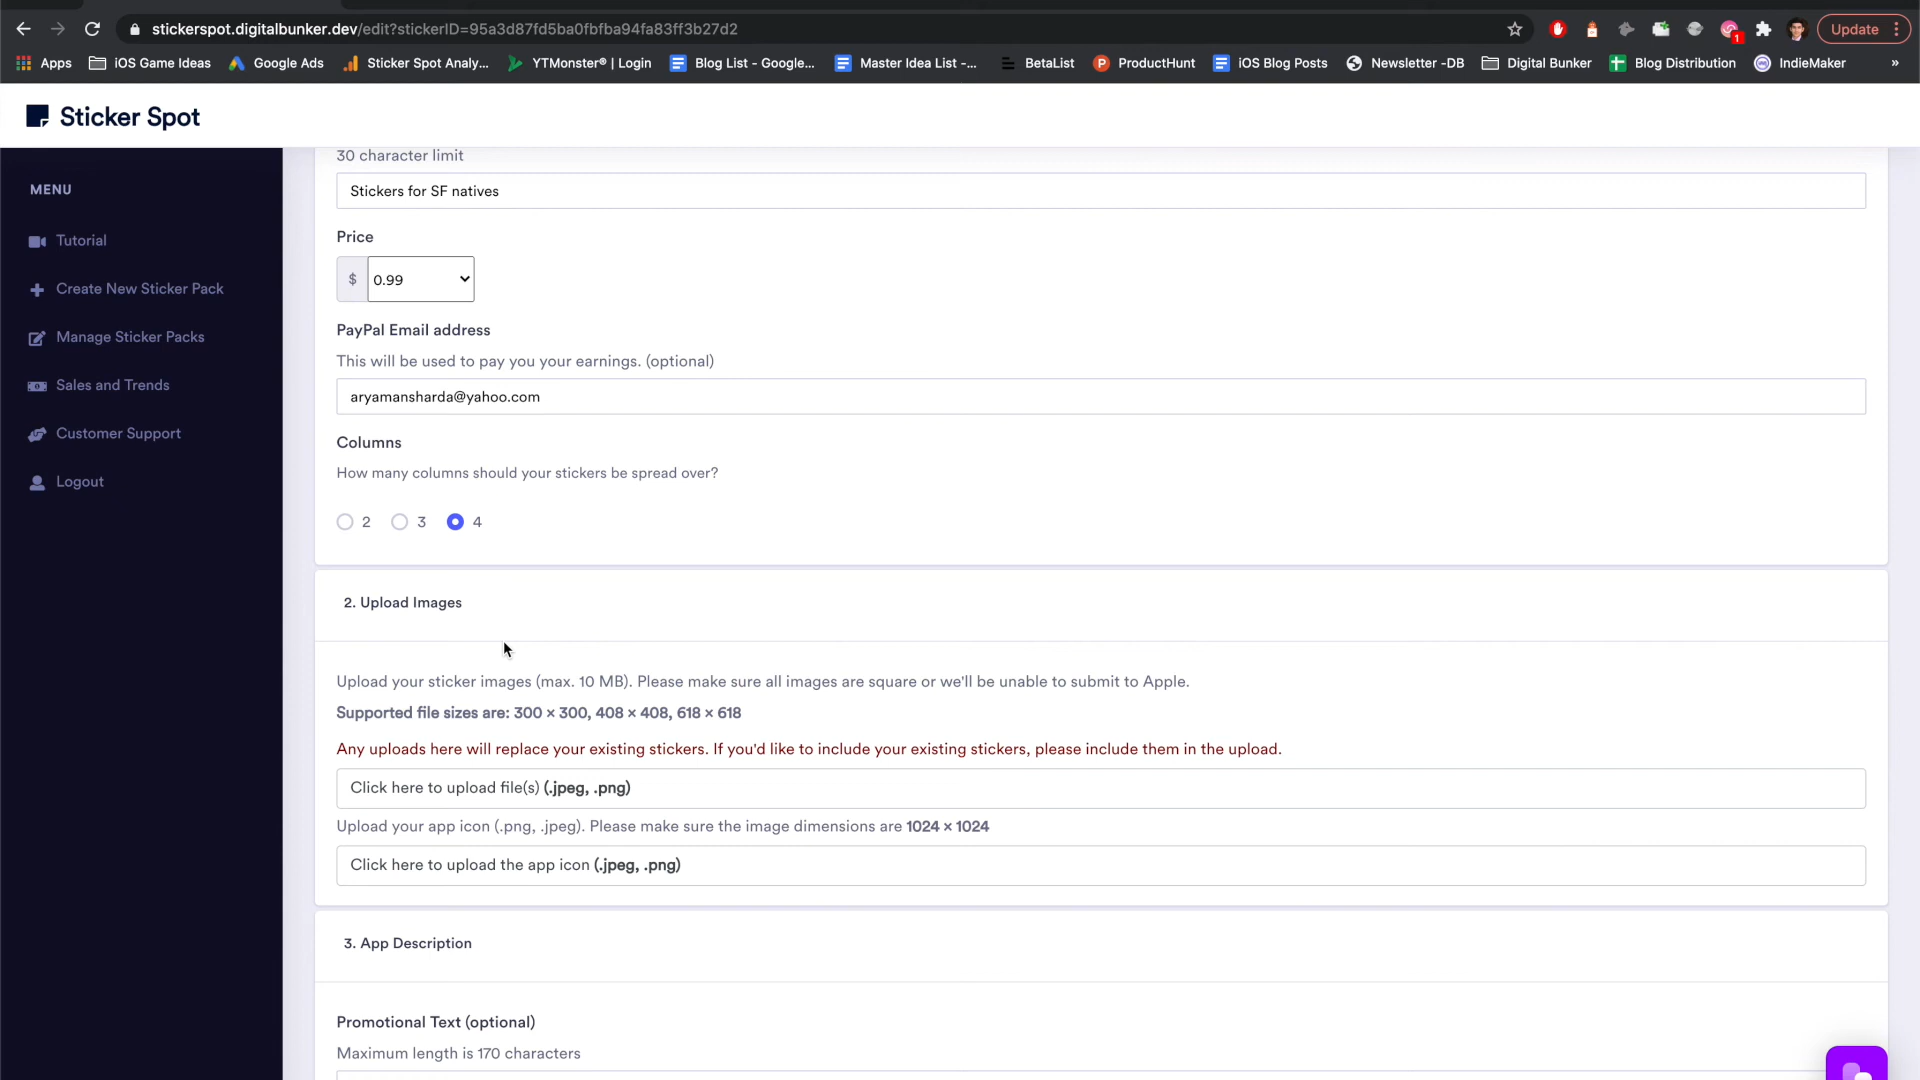 stickerspot.digitalbunker.dev/edit?stickerID=95a3d87fd5ba0fbfba94fa83ff3b27d2
1
Update
Apps
iOS Game Ideas
Google Ads
Sticker Spot Analy...
YTMonster® | Login
Blog List - Google...
Master Idea List -...
BetaList
ProductHunt
iOS Blog Posts
Newsletter -DB
Digital Bunker
Blog Distribution
IndieMaker
»
Sticker Spot
MENU
Tutorial
Create New Sticker Pack
Manage Sticker Packs
Sales and Trends
Customer Support
Logout
30 character limit
Stickers for SF natives
Price
$ 0.99
PayPal Email address
This will be used to pay you your earnings. (optional)
aryamansharda@yahoo.com
Columns
How many columns should your stickers be spread over?
2 3 4
2. Upload Images
Upload your sticker images (max. 10 MB). Please make sure all images are square or we'll be unable to submit to Apple.
Supported file sizes are: 300 × 300, 408 × 408, 618 × 618
Any uploads here will replace your existing stickers. If you'd like to include your existing stickers, please include them in the upload.
Click here to upload file(s) (.jpeg, .png)
Upload your app icon (.png, .jpeg). Please make sure the image dimensions are 1024 × 1024
Click here to upload the app icon (.jpeg, .png)
3. App Description
Promotional Text (optional)
Maximum length is 170 characters